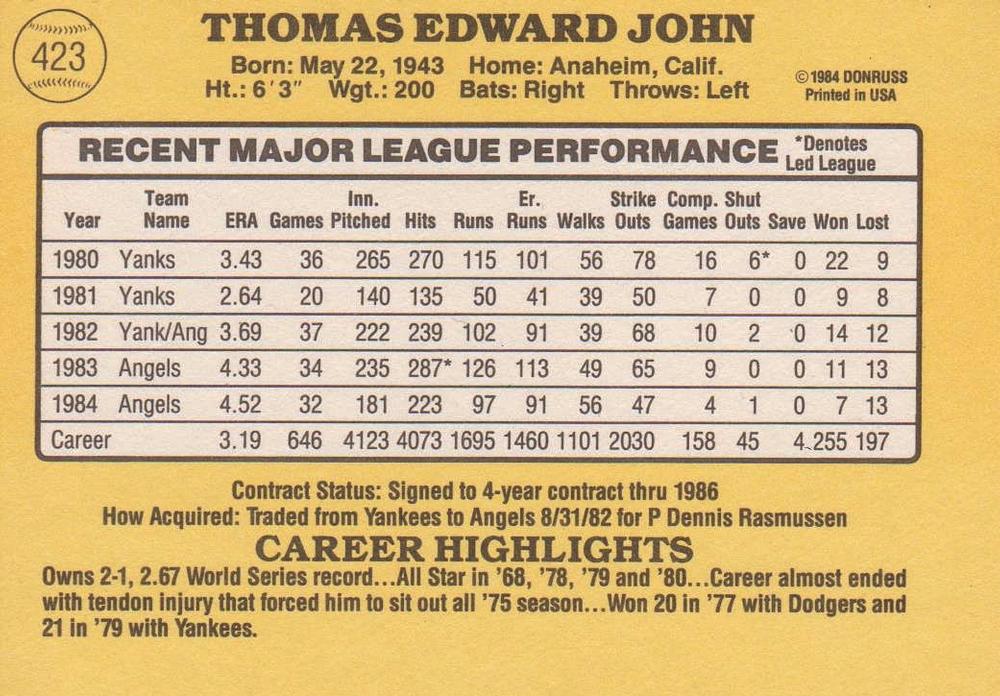 423
THOMAS EDWARD JOHN
Born: May 22, 1943 Home: Anaheim, Calif.
Ht.: 6'3" Wgt.: 200 Bats: Right Throws: Left
©1984 DONRUSS
Printed in USA
RECENT MAJOR LEAGUE PERFORMANCE *Denotes Led League
Year Team Name ERA Games Inn. Pitched Hits Runs Er. Runs Walks Strike Outs Comp. Games Shut Outs Save Won Lost
1980 Yanks 3.43 36 265 270 115 101 56 78 16 6* 0 22 9
1981 Yanks 2.64 20 140 135 50 41 39 50 7 0 0 9 8
1982 Yank/Ang 3.69 37 222 239 102 91 39 68 10 2 0 14 12
1983 Angels 4.33 34 235 287* 126 113 49 65 9 0 0 11 13
1984 Angels 4.52 32 181 223 97 91 56 47 4 1 0 7 13
Career 3.19 646 4123 4073 1695 1460 1101 2030 158 45 4 255 197
Contract Status: Signed to 4-year contract thru 1986
How Acquired: Traded from Yankees to Angels 8/31/82 for P Dennis Rasmussen
CAREER HIGHLIGHTS
Owns 2-1, 2.67 World Series record...All Star in '68, '78, '79 and '80...Career almost ended
with tendon injury that forced him to sit out all '75 season...Won 20 in '77 with Dodgers and
21 in '79 with Yankees.